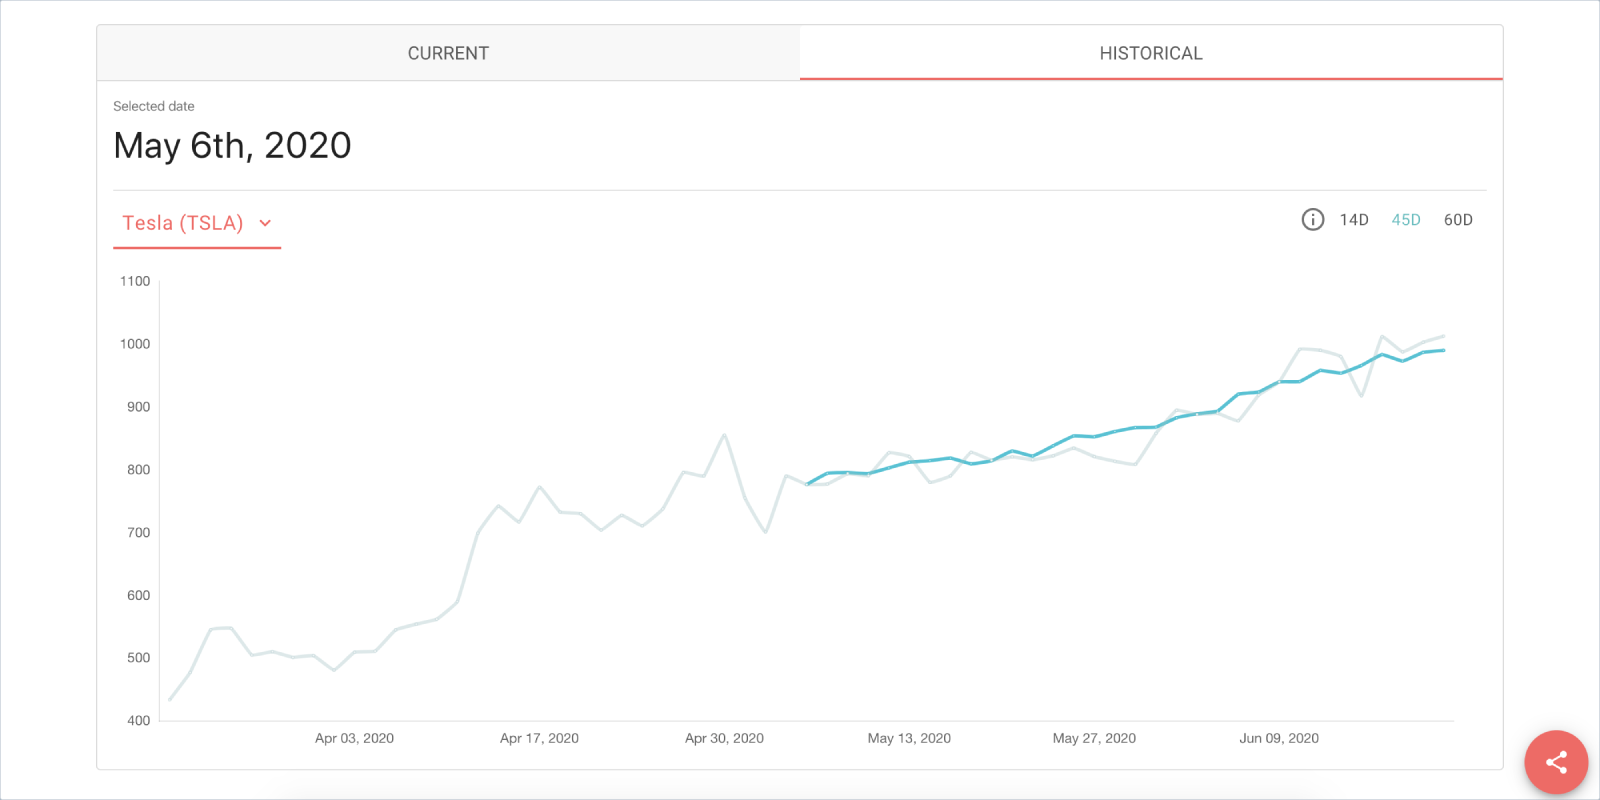 CURRENT HISTORICAL
Selected date
May 6th, 2020
Tesla (TSLA) 14D 45D 60D
1100
1000
900
800
700
600
500
400
Apr 03, 2020 Apr 17, 2020 Apr 30, 2020 May 13, 2020 May 27, 2020 Jun 09, 2020